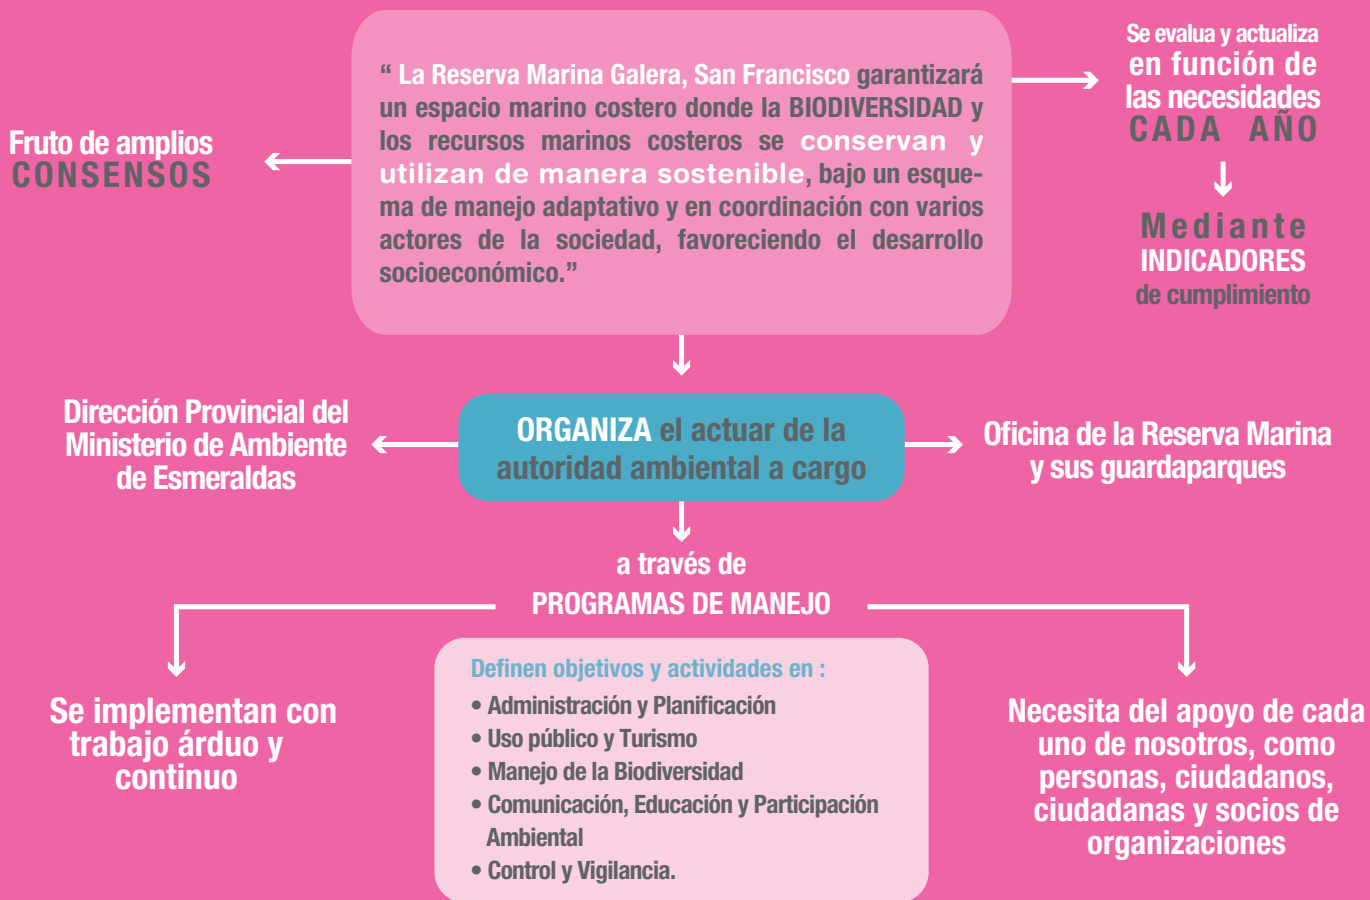 Fruto de amplios
CONSENSOS
“ La Reserva Marina Galera, San Francisco garantizará
un espacio marino costero donde la BIODIVERSIDAD y
los recursos marinos costeros se conservan y
utilizan de manera sostenible, bajo un esque-
ma de manejo adaptativo y en coordinación con varios
actores de la sociedad, favoreciendo el desarrollo
socioeconómico.”
Se evalua y actualiza
en función de
las necesidades
CADA AÑO
Mediante
INDICADORES
de cumplimiento
Dirección Provincial del
Ministerio de Ambiente
de Esmeraldas
ORGANIZA el actuar de la
autoridad ambiental a cargo
Oficina de la Reserva Marina
y sus guardaparques
a través de
PROGRAMAS DE MANEJO
Se implementan con
trabajo árduo y
continuo
Definen objetivos y actividades en :
• Administración y Planificación
• Uso público y Turismo
• Manejo de la Biodiversidad
• Comunicación, Educación y Participación
Ambiental
• Control y Vigilancia.
Necesita del apoyo de cada
uno de nosotros, como
personas, ciudadanos,
ciudadanas y socios de
organizaciones